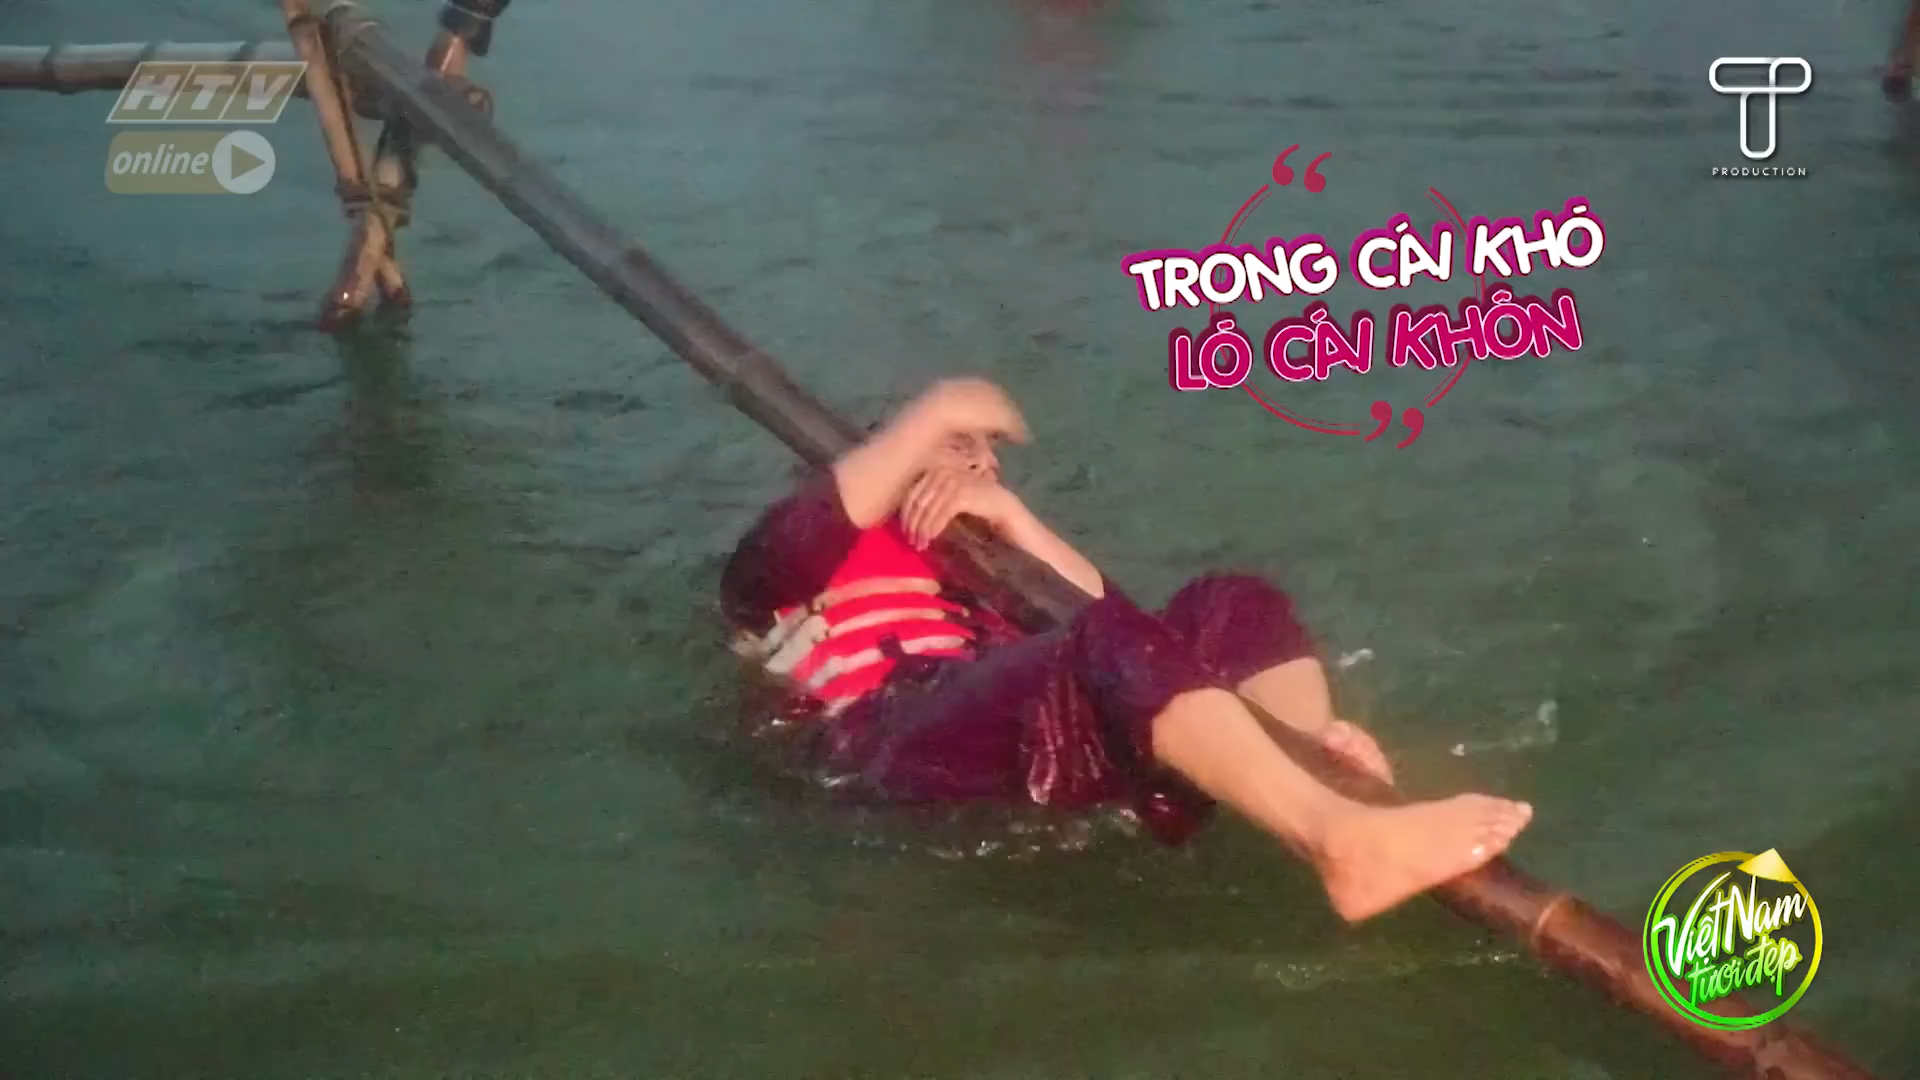 HTV
online
T
PRODUCTION
TRONG CÁI KHÓ
LÓ CÁI KHÔN
Việt Nam
tươi đẹp